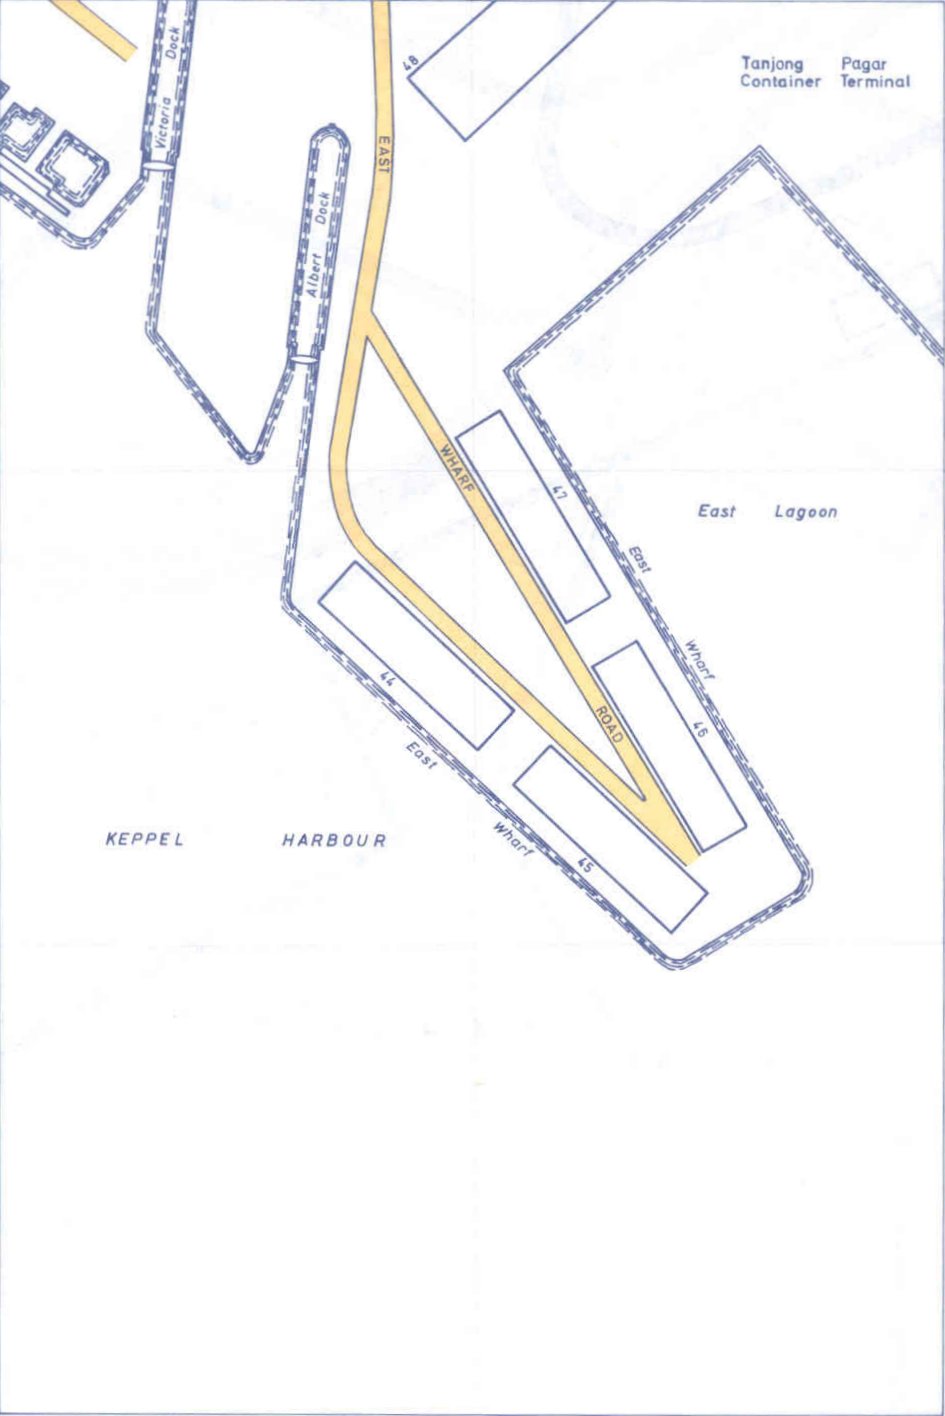 Victoria Dock
48
Tanjong Pagar
Container Terminal
EAST
Albert Dock
WHARF
47
East Lagoon
East
Wharf
44
ROAD
46
East
KEPPEL HARBOUR
Wharf
45